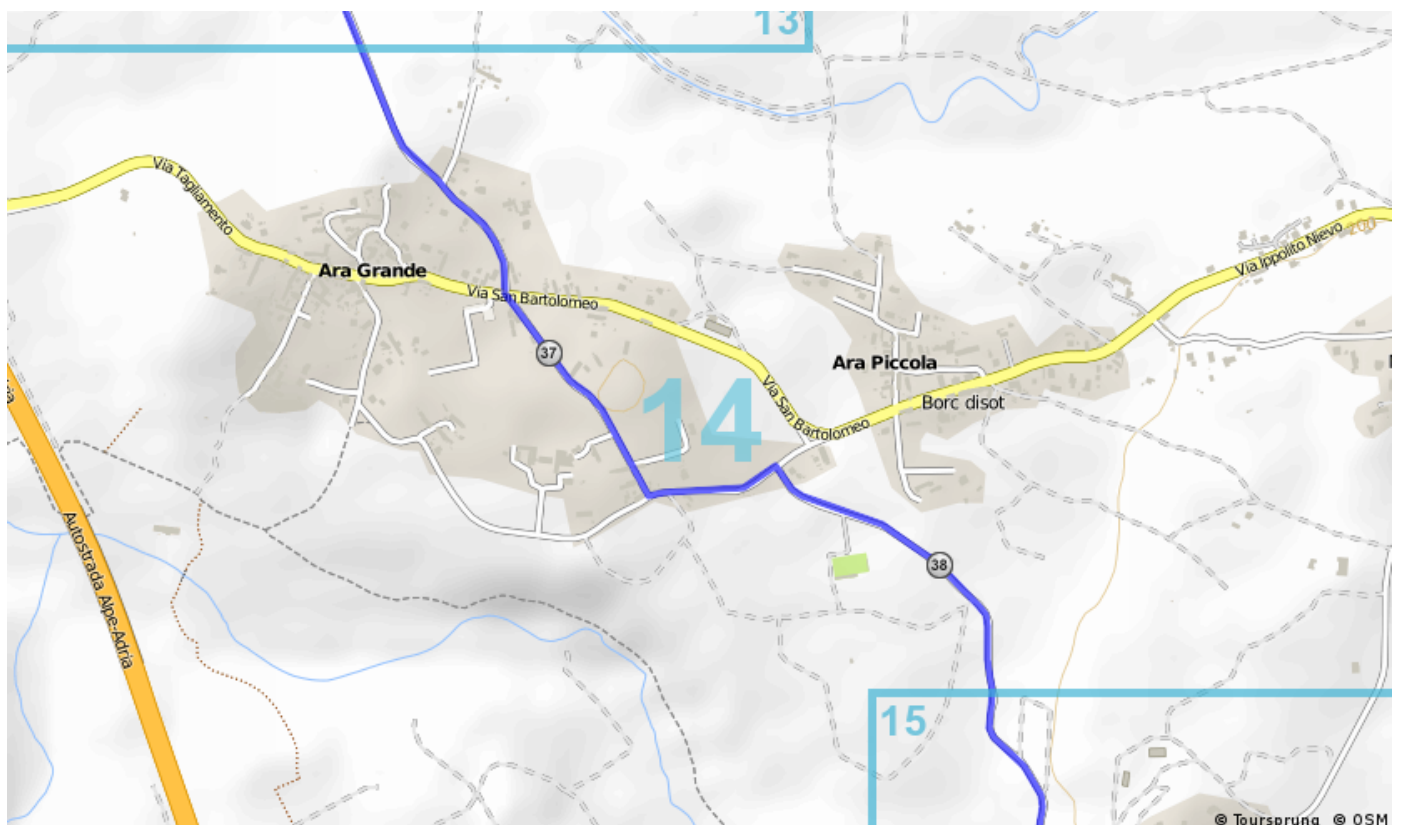 13
Via Tagliamento
Ara Grande
Via San Bartolomeo
Via Ippolito Nievo
200
37
Ara Piccola
14
Via San Bartolomeo
Borc disot
Autostrada Alpe-Adria
38
15
© Toursprung © OSM